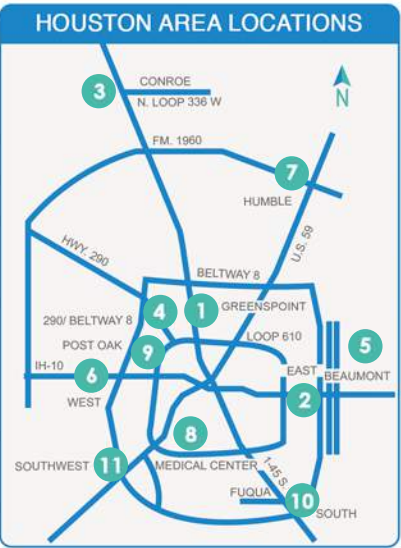 HOUSTON AREA LOCATIONS
3
CONROE
N. LOOP 336 W
N
FM. 1960
7
HUMBLE
HWY. 290
U.S. 59
BELTWAY 8
4
1
GREENSPOINT
290/ BELTWAY 8
LOOP 610
POST OAK
9
5
IH-10
6
EAST
BEAUMONT
WEST
2
8
SOUTHWEST
11
MEDICAL CENTER
1-45 S.
FUQUA
10
SOUTH